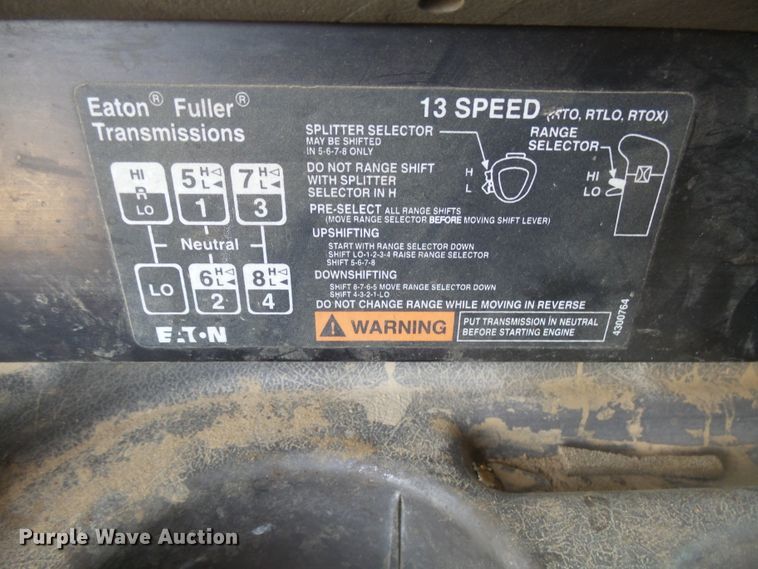 Eaton® Fuller®
Transmissions
13 SPEED (RTO, RTLO, RTOX)
SPLITTER SELECTOR
MAY BE SHIFTED
IN 5-6-7-8 ONLY
RANGE
SELECTOR
HI
LO
H
L
DO NOT RANGE SHIFT
WITH SPLITTER
SELECTOR IN H
PRE-SELECT ALL RANGE SHIFTS
(MOVE RANGE SELECTOR BEFORE MOVING SHIFT LEVER)
UPSHIFTING
START WITH RANGE SELECTOR DOWN
SHIFT LO-1-2-3-4 RAISE RANGE SELECTOR
SHIFT 5-6-7-8
DOWNSHIFTING
SHIFT 8-7-6-5 MOVE RANGE SELECTOR DOWN
SHIFT 4-3-2-1-LO
DO NOT CHANGE RANGE WHILE MOVING IN REVERSE
WARNING
PUT TRANSMISSION IN NEUTRAL
BEFORE STARTING ENGINE
4300764
HI
R
LO
5 H L
1
7 H L
3
Neutral
LO
6 H L
2
8 H L
4
EATON
Purple Wave Auction